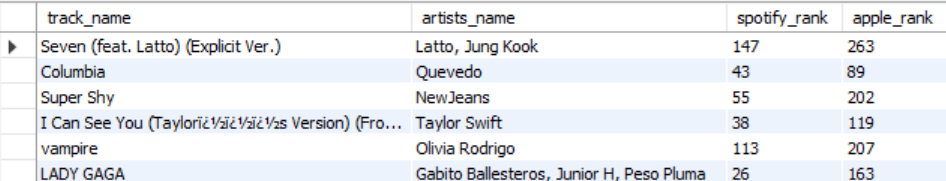 track_name artists_name spotify_rank apple_rank
Seven (feat. Latto) (Explicit Ver.) Latto, Jung Kook 147 263
Columbia Quevedo 43 89
Super Shy NewJeans 55 202
I Can See You (Taylorï¿½ï¿½ï¿½s Version) (Fro... Taylor Swift 38 119
vampire Olivia Rodrigo 113 207
LADY GAGA Gabito Ballesteros, Junior H, Peso Pluma 26 163